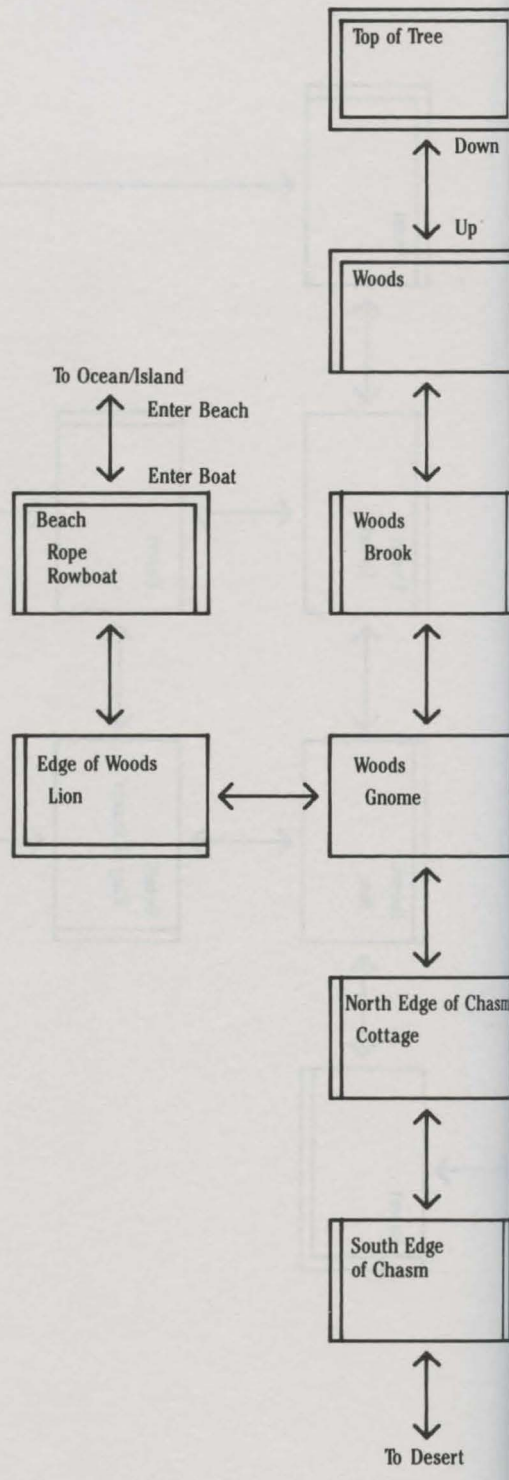 Top of Tree
Down
Up
Woods
To Ocean/Island
Enter Beach
Enter Boat
Beach
Rope
Rowboat
Woods
Brook
Edge of Woods
Lion
Woods
Gnome
North Edge of Chasm
Cottage
South Edge
of Chasm
To Desert